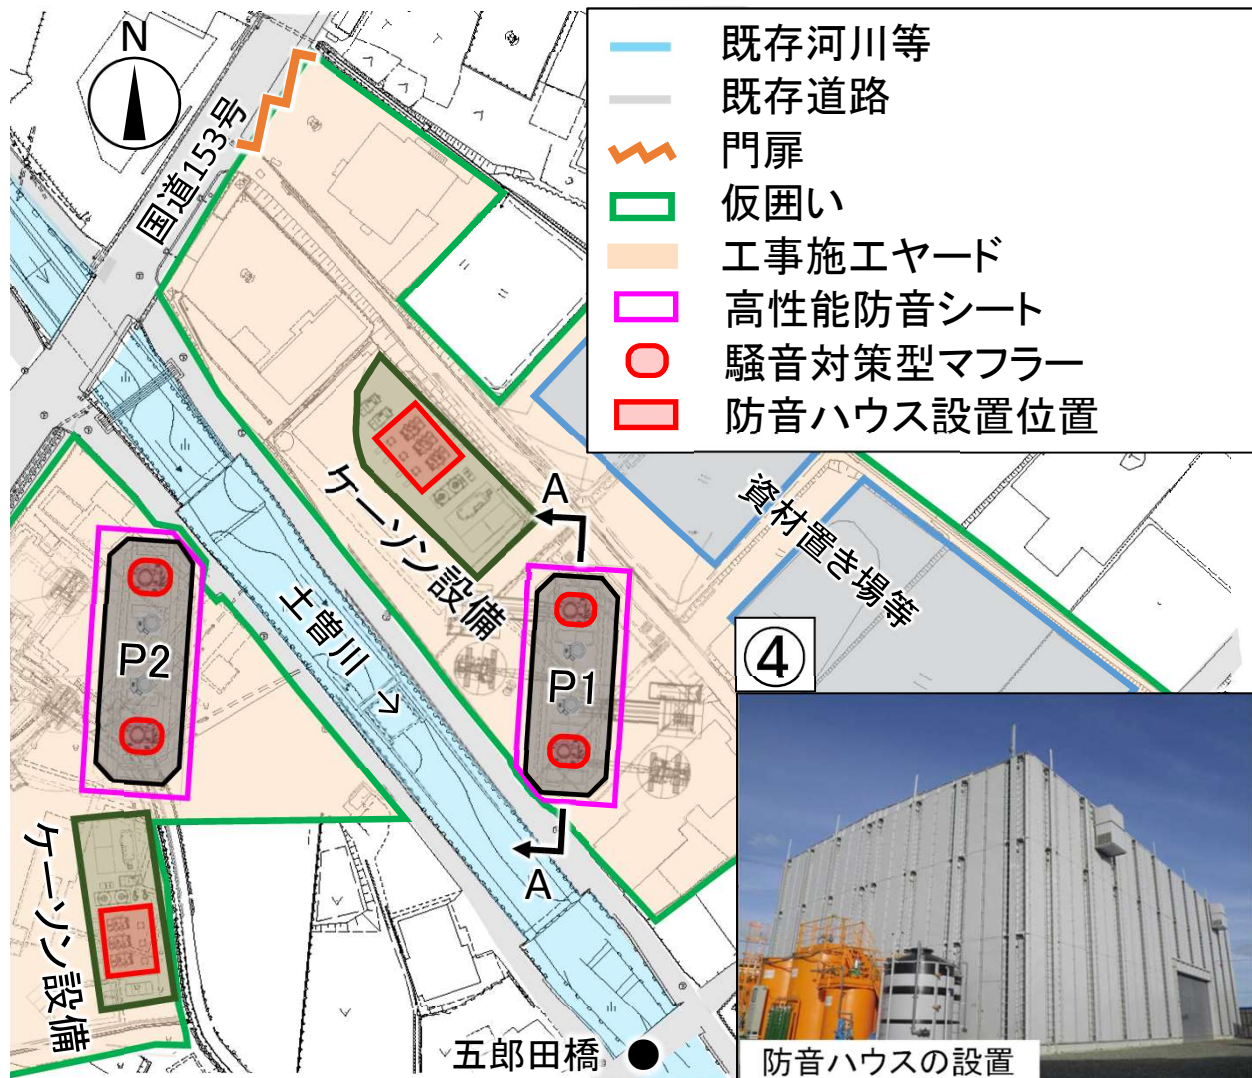 N
国道153号
既存河川等
既存道路
門扉
仮囲い
工事施工ヤード
高性能防音シート
騒音対策型マフラー
防音ハウス設置位置
ケーソン設備
A
資材置き場等
土曽川
→
P2
P1
A
ケーソン設備
五郎田橋
④
防音ハウスの設置